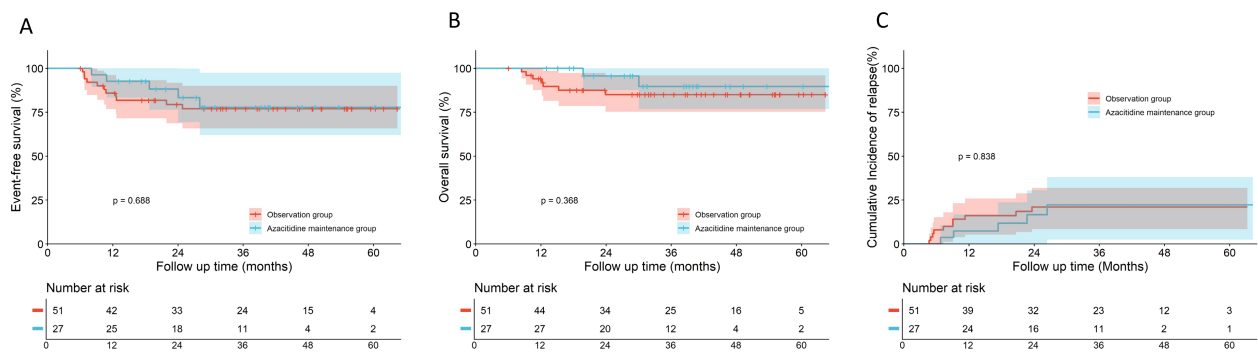 A
Event-free survival (%)
100
75
50
25
0
p = 0.688
Observation group
Azacitidine maintenance group
0 12 24 36 48 60
Follow up time (months)
Number at risk
51 42 33 24 15 4
27 25 18 11 4 2
0 12 24 36 48 60
B
Overall survival (%)
100
75
50
25
0
p = 0.368
Observation group
Azacitidine maintenance group
0 12 24 36 48 60
Follow up time (months)
Number at risk
51 44 34 25 16 5
27 27 20 12 4 2
0 12 24 36 48 60
C
Cumulative Incidence of relapse(%)
100
75
50
25
0
Observation group
Azacitidine maintenance group
p = 0.838
0 12 24 36 48 60
Follow up time (Months)
Number at risk
51 39 32 23 12 3
27 24 16 11 2 1
0 12 24 36 48 60